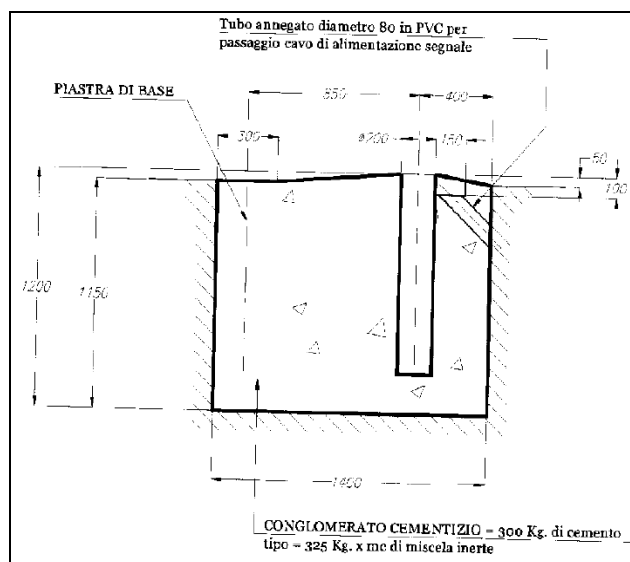 Tubo annegato diametro 80 in PVC per
passaggio cavo di alimentazione segnale
850
400
PIASTRA DI BASE
300
ø200
150
50
100
1200
1150
1400
CONGLOMERATO CEMENTIZIO = 300 Kg. di cemento
tipo = 325 Kg. x mc di miscela inerte